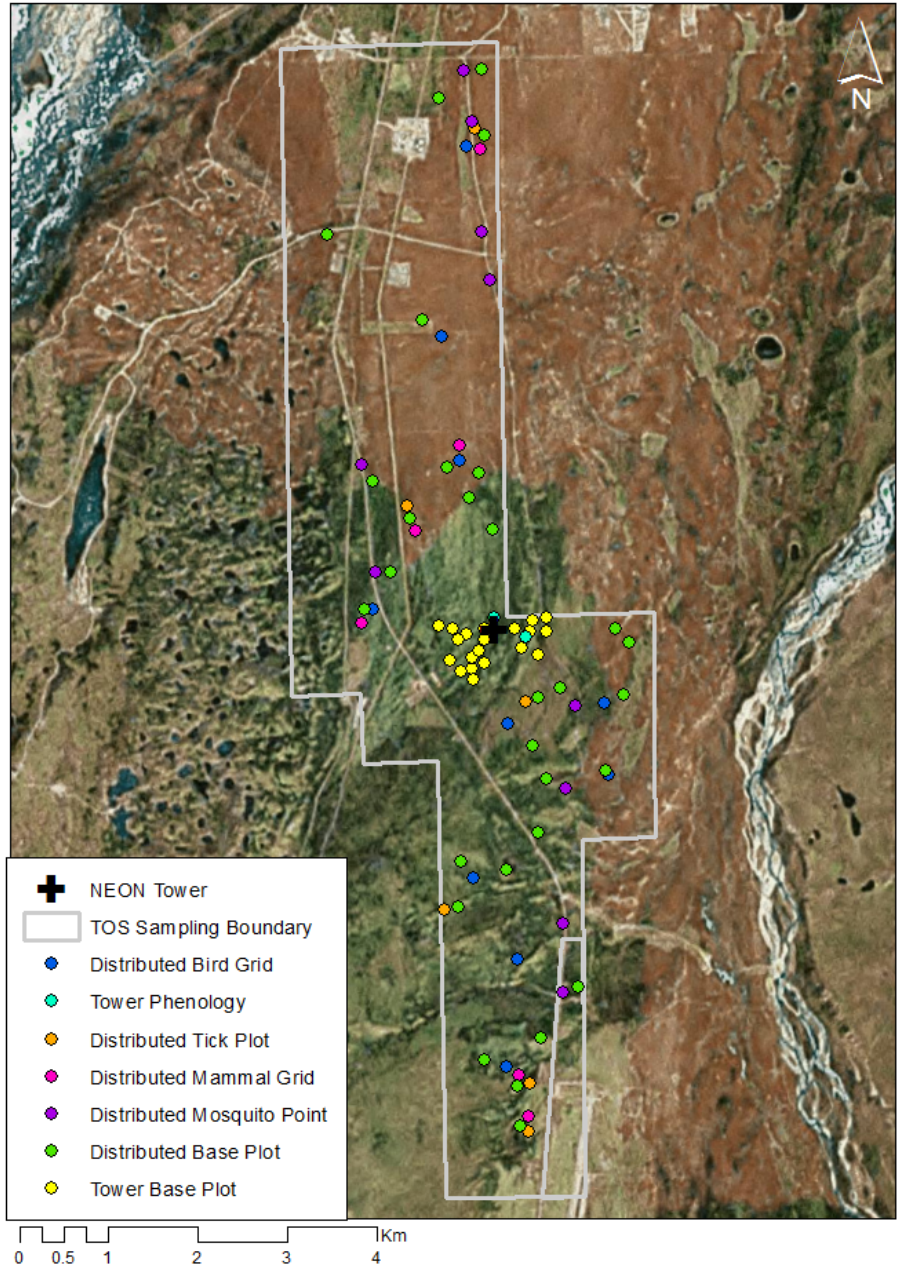 N
NEON Tower
TOS Sampling Boundary
Distributed Bird Grid
Tower Phenology
Distributed Tick Plot
Distributed Mammal Grid
Distributed Mosquito Point
Distributed Base Plot
Tower Base Plot
Km
0 0.5 1 2 3 4